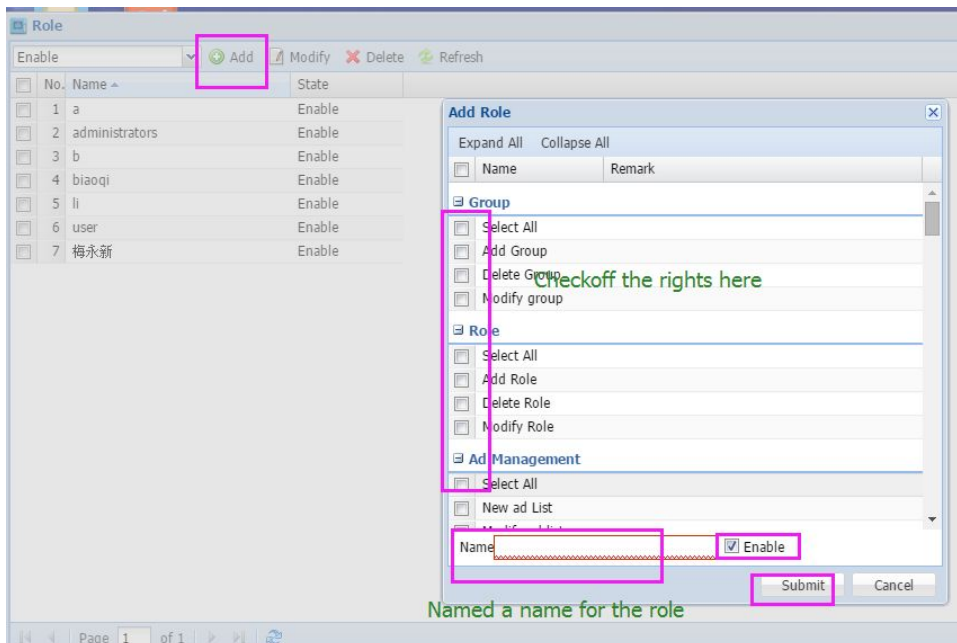 Role
Enable Add Modify Delete Refresh
No. Name State
1 a Enable
2 administrators Enable
3 b Enable
4 biaoqi Enable
5 li Enable
6 user Enable
7 梅永新 Enable
Add Role
Expand All Collapse All
Name Remark
Group
Select All
Add Group
Delete Group
Checkoff the rights here
Modify group
Role
Select All
Add Role
Delete Role
Modify Role
Ad Management
Select All
New ad List
Name Enable
Submit Cancel
Named a name for the role
Page 1 of 1